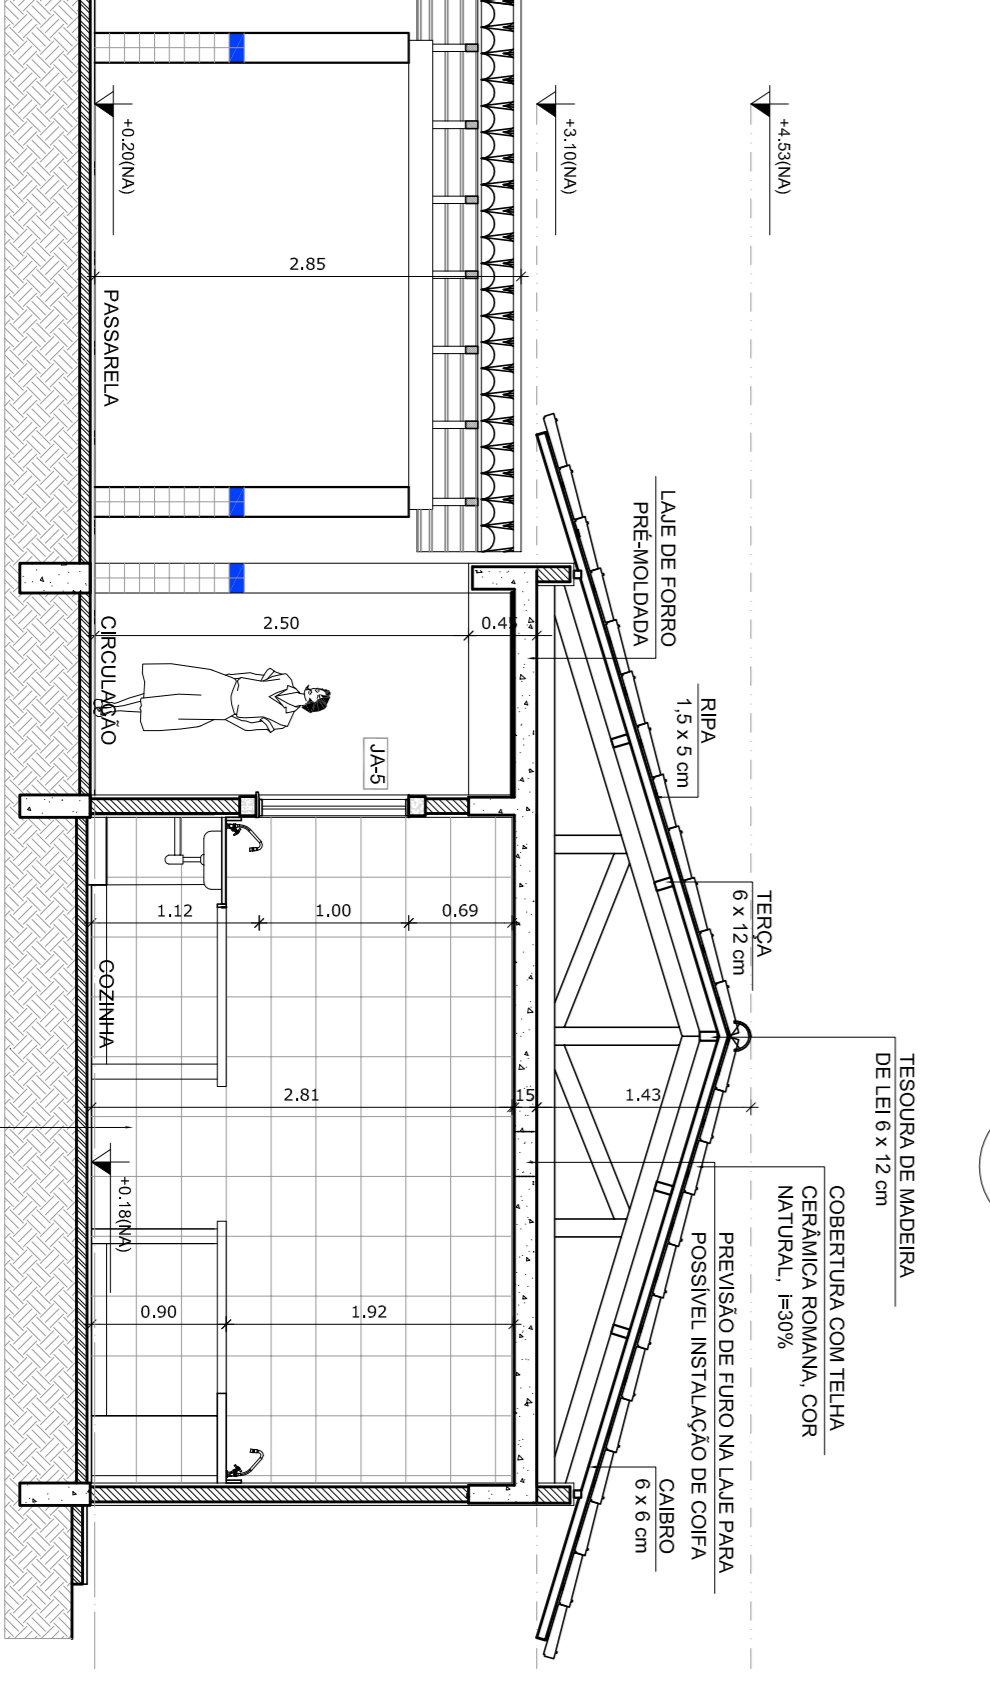 +4.53(NA)
+3.10(NA)
+0.20(NA)
2.85
PASSARELA
LAJE DE FORRO
PRÉ-MOLDADA
RIPA
1,5 x 5 cm
TERÇA
6 x 12 cm
TESOURA DE MADEIRA
DE LEI 6 x 12 cm
COBERTURA COM TELHA
CERÂMICA ROMANA, COR
NATURAL, i=30%
PREVISÃO DE FURO NA LAJE PARA
POSSÍVEL INSTALAÇÃO DE COIFA
CAIBRO
6 x 6 cm
0.45
2.50
CIRCULAÇÃO
JA-5
0.69
1.00
1.12
COZINHA
1.43
15
2.81
+0.18(NA)
1.92
0.90